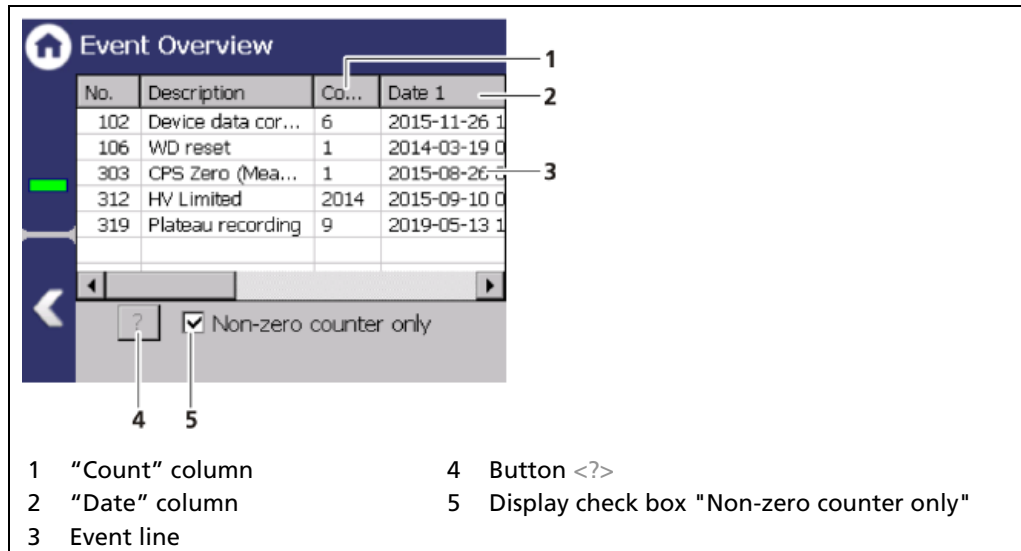 Event Overview
1
No. Description Co... Date 1
2
102 Device data cor... 6 2015-11-26 1
106 WD reset 1 2014-03-19 0
303 CPS Zero (Mea... 1 2015-08-26
3
312 HV Limited 2014 2015-09-10 0
319 Plateau recording 9 2019-05-13 1
? Non-zero counter only
4 5
1 “Count” column
2 “Date” column
3 Event line
4 Button <?>
5 Display check box "Non-zero counter only"